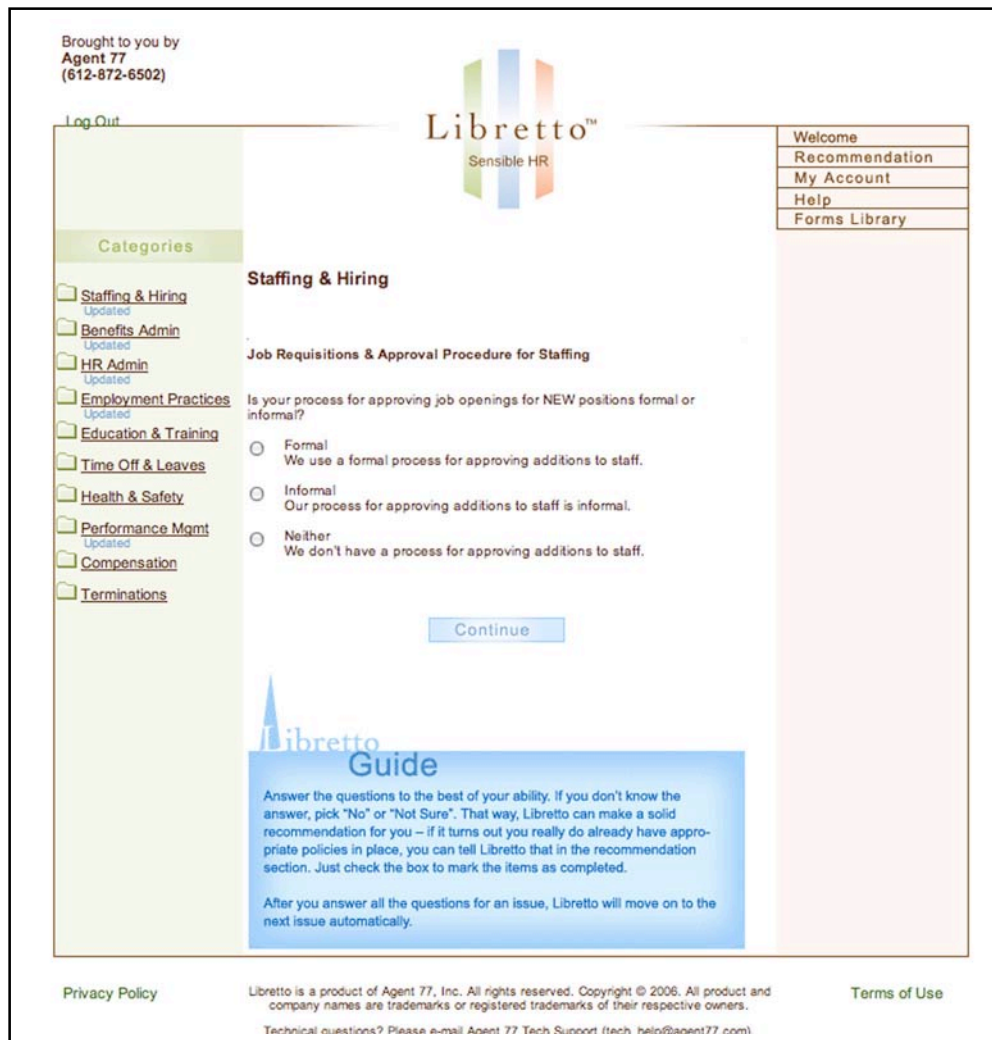 Brought to you by
Agent 77
(612-872-6502)
Log Out
Libretto™
Sensible HR
Welcome
Recommendation
My Account
Help
Forms Library
Categories
Staffing & Hiring
Updated
Benefits Admin
Updated
HR Admin
Updated
Employment Practices
Updated
Education & Training
Time Off & Leaves
Health & Safety
Performance Mgmt
Updated
Compensation
Terminations
Staffing & Hiring
Job Requisitions & Approval Procedure for Staffing
Is your process for approving job openings for NEW positions formal or
informal?
Formal
We use a formal process for approving additions to staff.
Informal
Our process for approving additions to staff is informal.
Neither
We don't have a process for approving additions to staff.
Continue
Libretto
Guide
Answer the questions to the best of your ability. If you don't know the
answer, pick “No” or “Not Sure”. That way, Libretto can make a solid
recommendation for you – if it turns out you really do already have appro-
priate policies in place, you can tell Libretto that in the recommendation
section. Just check the box to mark the items as completed.
After you answer all the questions for an issue, Libretto will move on to the
next issue automatically.
Privacy Policy
Libretto is a product of Agent 77, Inc. All rights reserved. Copyright © 2006. All product and
company names are trademarks or registered trademarks of their respective owners.
Terms of Use
Technical questions? Please e-mail Agent 77 Tech Support (tech_help@agent77.com)